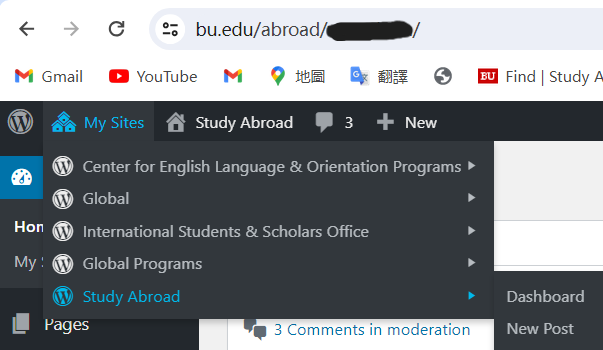 bu.edu/abroad/ /
Gmail YouTube 地圖 翻譯 BU Find | Study A
My Sites Study Abroad 3 New
Center for English Language & Orientation Programs
Global
Hon
International Students & Scholars Office
My S
Global Programs
Study Abroad Dashboard
Pages 3 Comments in moderation New Post